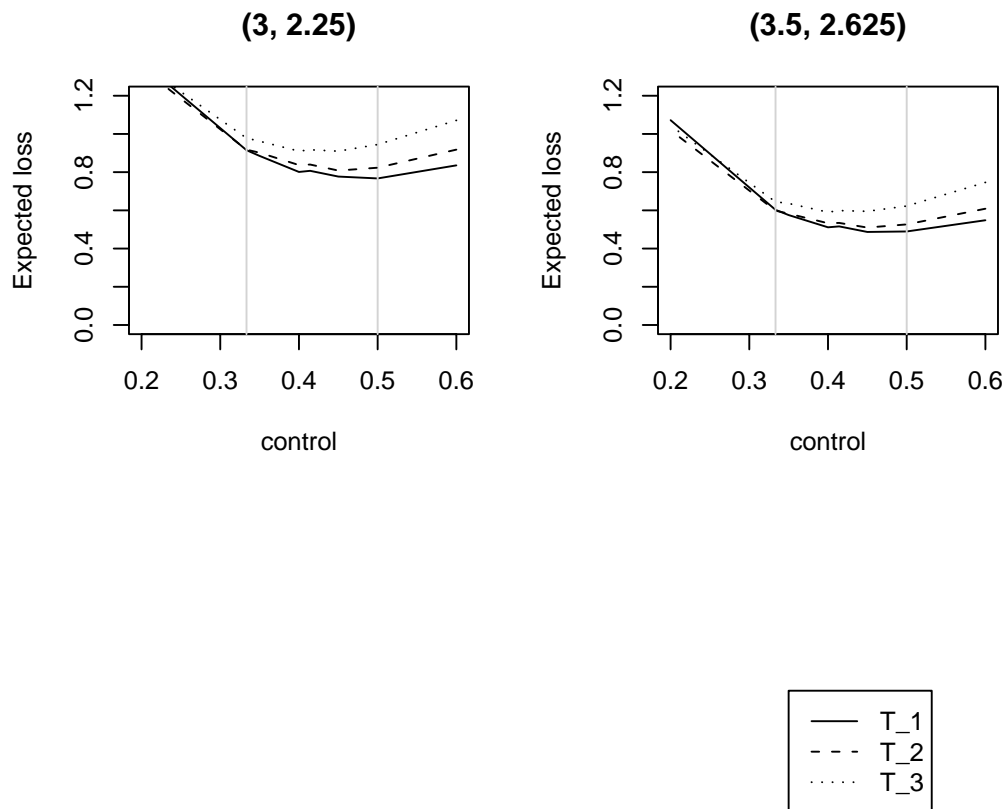 (3, 2.25)
Expected loss
0.0 0.4 0.8 1.2
0.2 0.3 0.4 0.5 0.6
control
(3.5, 2.625)
Expected loss
0.0 0.4 0.8 1.2
0.2 0.3 0.4 0.5 0.6
control
T_1
T_2
T_3